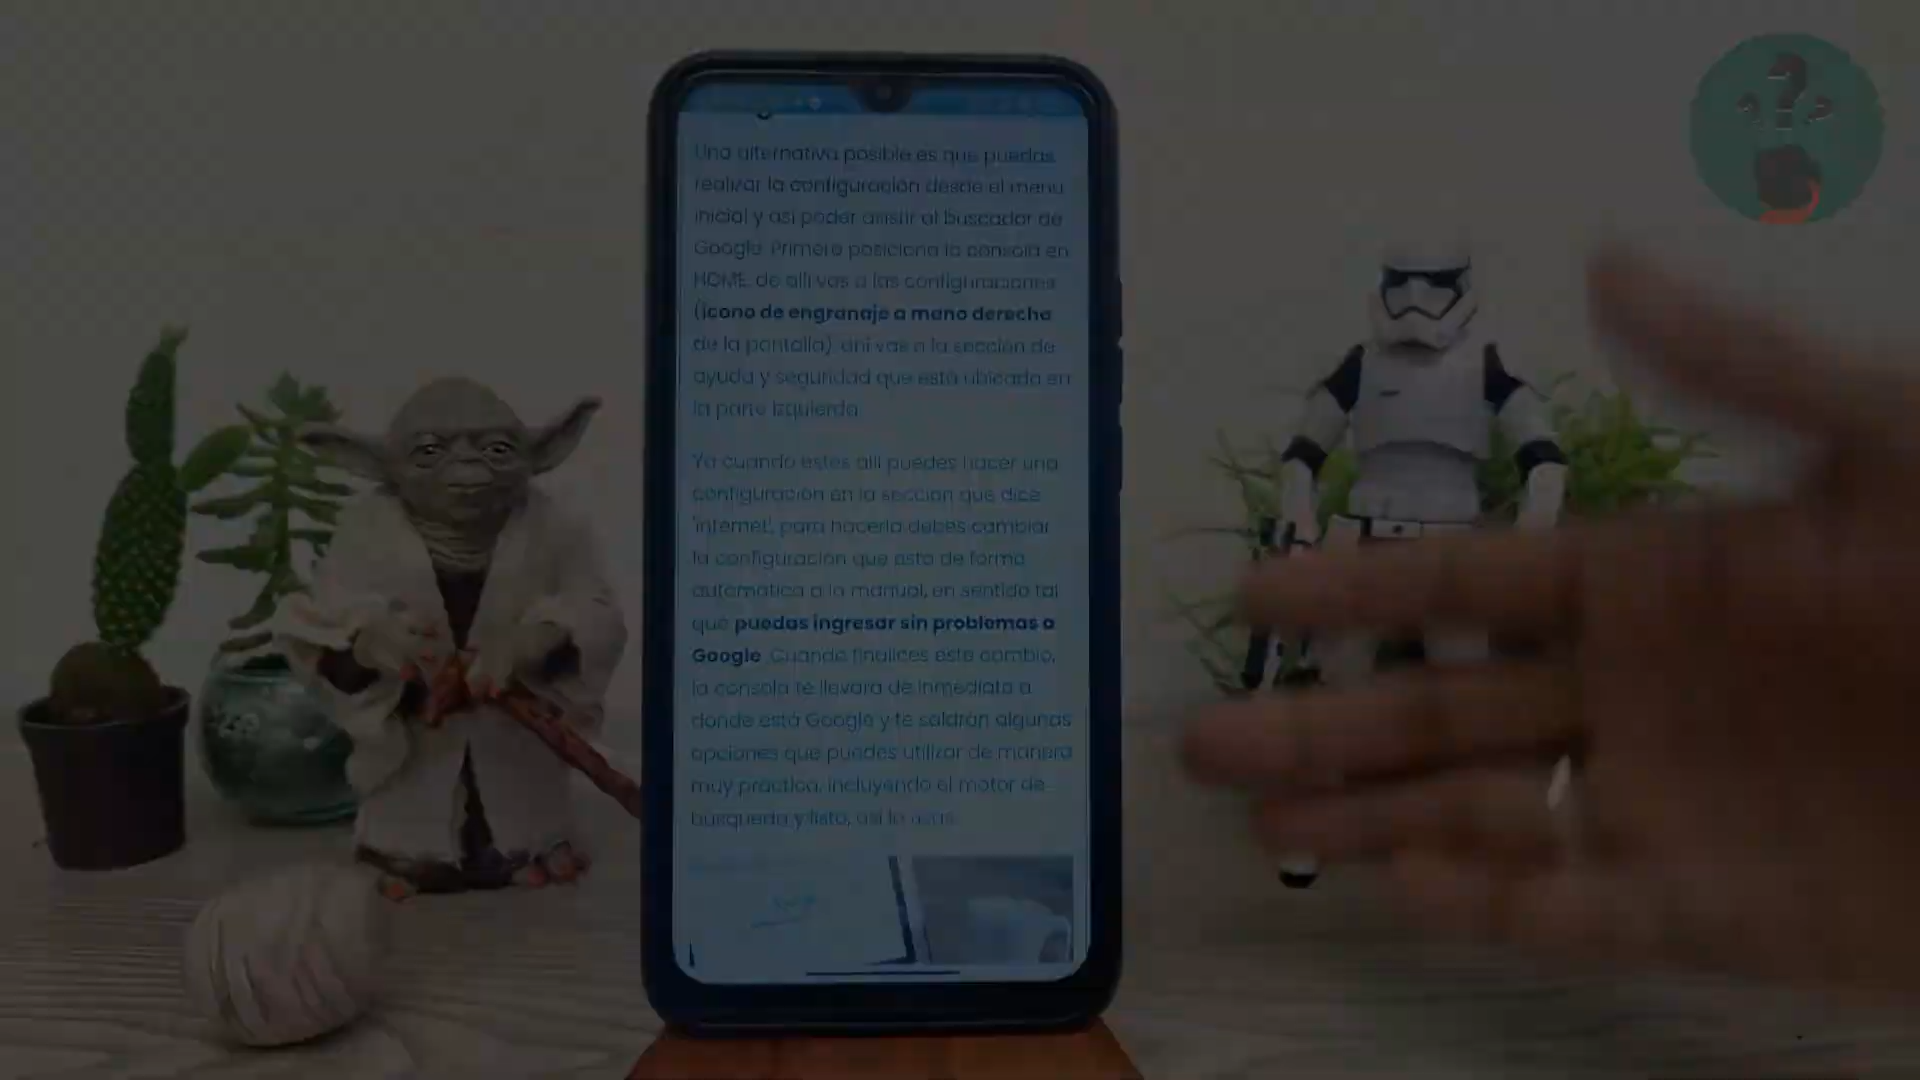 Una alternativa posible es que puedas
realizar la configuración desde el menú
inicial y así poder asistir al buscador de
Google. Primero posiciona la consola en
HOME, de allí vas a las configuraciones
(ícono de engranaje a mano derecha
de la pantalla), ahí vas a la sección de
ayuda y seguridad que está ubicada en
la parte izquierda.
Ya cuando estés allí puedes hacer una
configuración en la sección que dice
'internet', para hacerlo debes cambiar
la configuración que está de forma
automática a la manual, en sentido tal
que puedas ingresar sin problemas a
Google. Cuando finalices este cambio,
la consola te llevará de inmediato a
donde está Google y te saldrán algunas
opciones que puedes utilizar de manera
muy práctica, incluyendo el motor de
búsqueda y listo, así lo